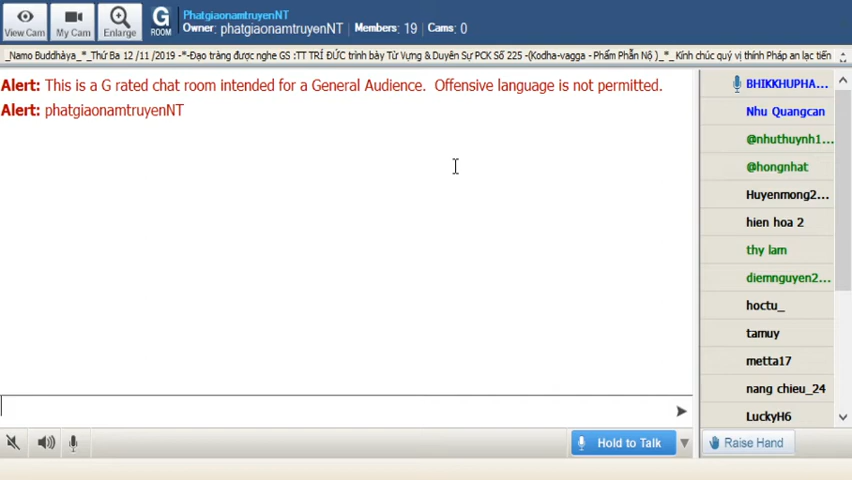 View Cam
My Cam
Enlarge
G
ROOM
PhatgiaonamtruyenNT
Owner: phatgiaonamtruyenNT | Members: 19 | Cams: 0
_Namo Buddhàya_*_Thứ Ba 12 /11 /2019 -*-Đạo tràng được nghe GS :TT TRÍ ĐỨC trình bày Từ Vựng & Duyên Sự PCK Số 225 -(Kodha-vagga - Phẩm Phẫn Nộ )_*_ Kính chúc quý vị thính Pháp an lạc tiến
Alert: This is a G rated chat room intended for a General Audience. Offensive language is not permitted.
Alert: phatgiaonamtruyenNT
BHIKKHUPHA...
Nhu Quangcan
@nhuthuynh1...
@hongnhat
Huyenmong2...
hien hoa 2
thy lam
diemnguyen2...
hoctu_
tamuy
metta17
nang chieu_24
LuckyH6
Hold to Talk
Raise Hand